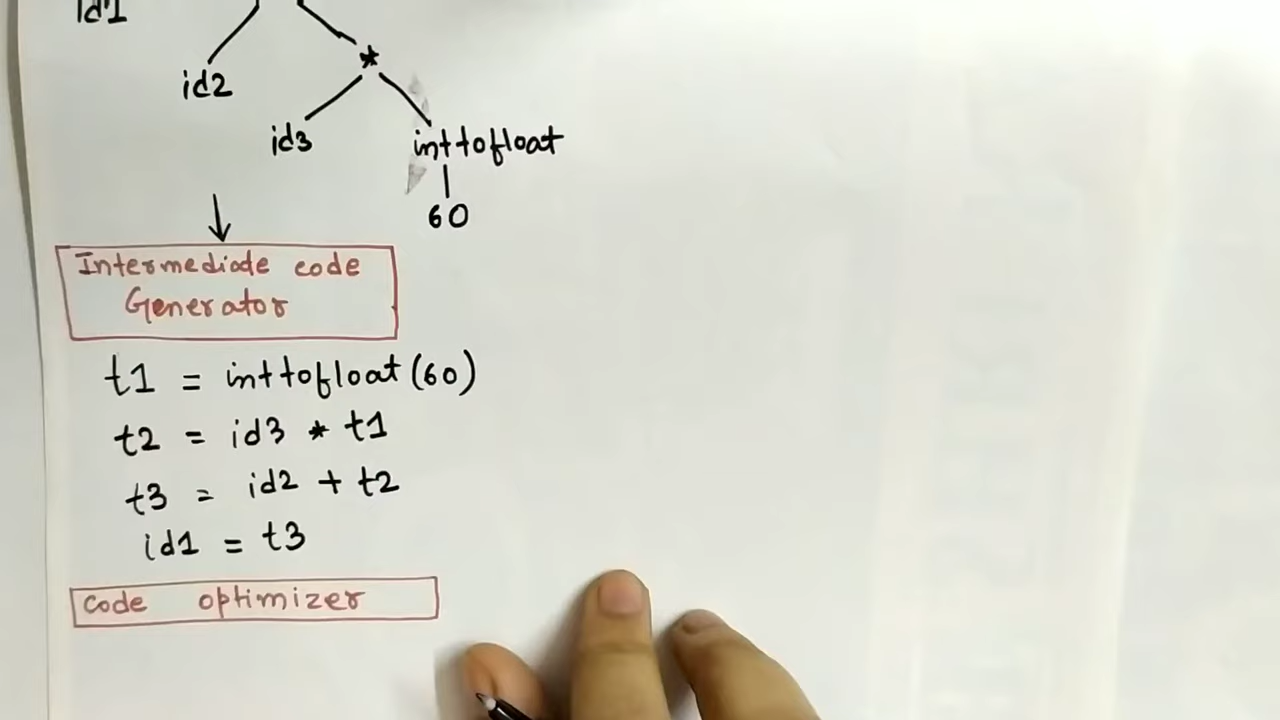 id1
id2
*
id3
inttofloat
60
Intermediate code
Generator
t1 = inttofloat(60)
t2 = id3 * t1
t3 = id2 + t2
id1 = t3
code optimizer